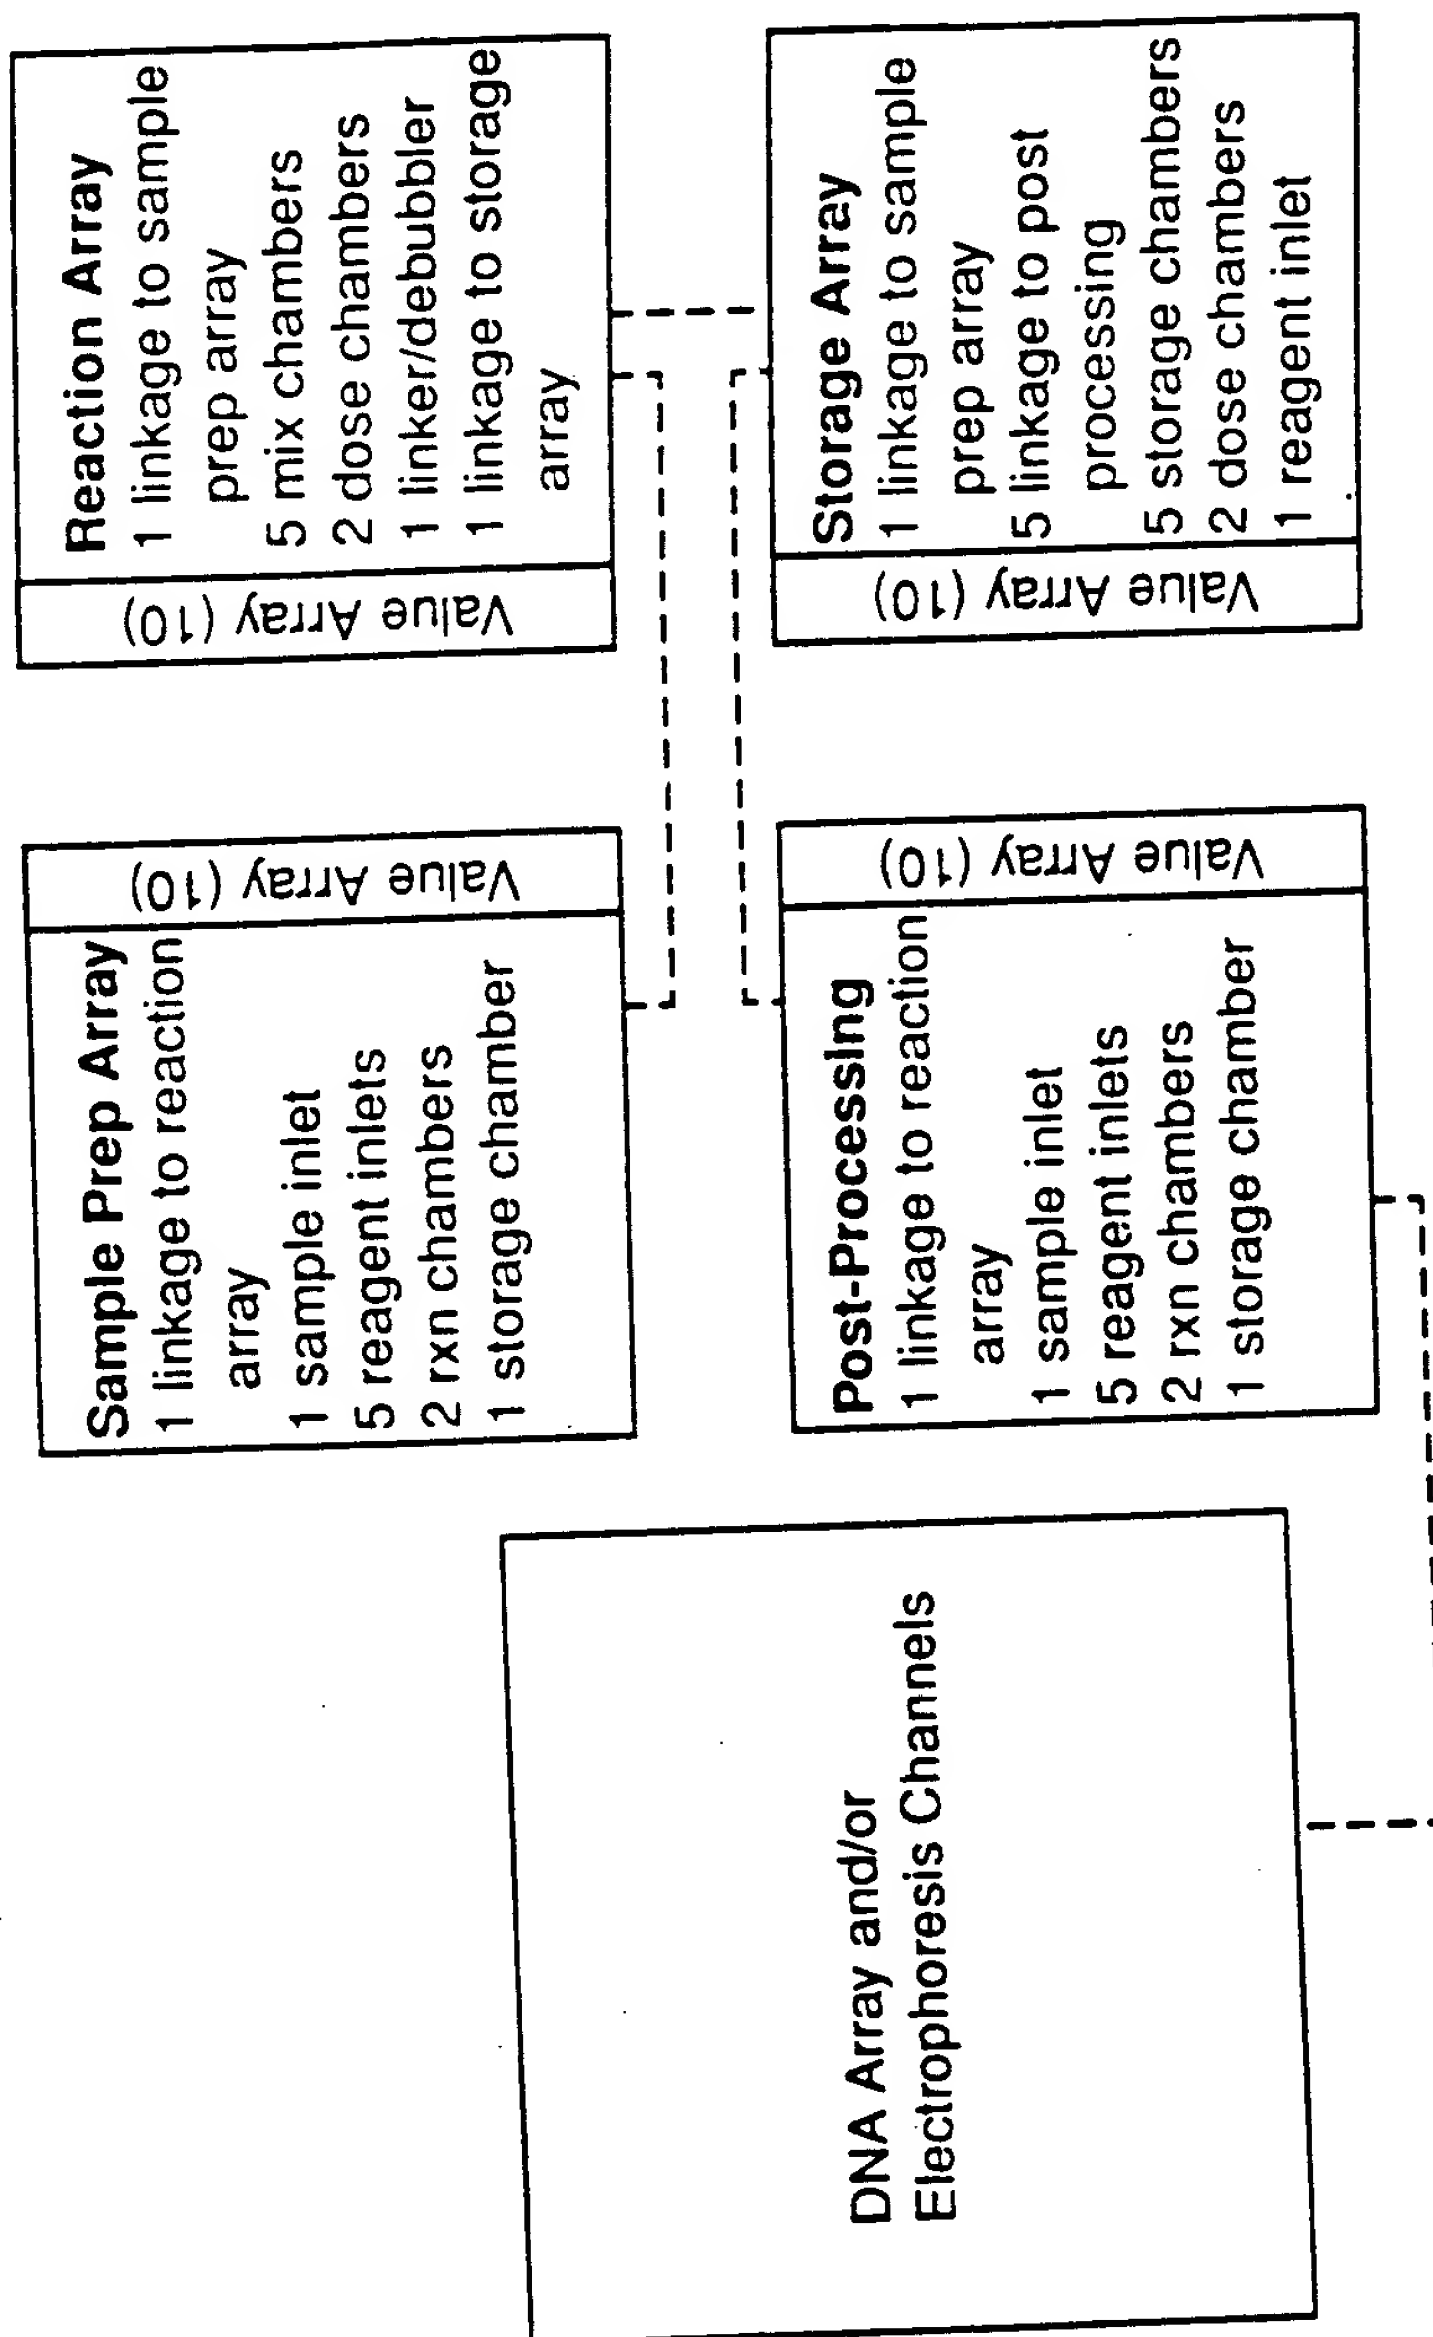 Sample Prep Array
1 linkage to reaction
array
1 sample inlet
5 reagent inlets
2 rxn chambers
1 storage chamber
Value Array (10)
Reaction Array
1 linkage to sample
prep array
5 mix chambers
2 dose chambers
1 linker/debubbler
1 linkage to storage
array
Value Array (10)
DNA Array and/or
Electrophoresis Channels
Post-Processing
1 linkage to reaction
array
1 sample inlet
5 reagent inlets
2 rxn chambers
1 storage chamber
Value Array (10)
Storage Array
1 linkage to sample
prep array
5 linkage to post
processing
5 storage chambers
2 dose chambers
1 reagent inlet
Value Array (10)